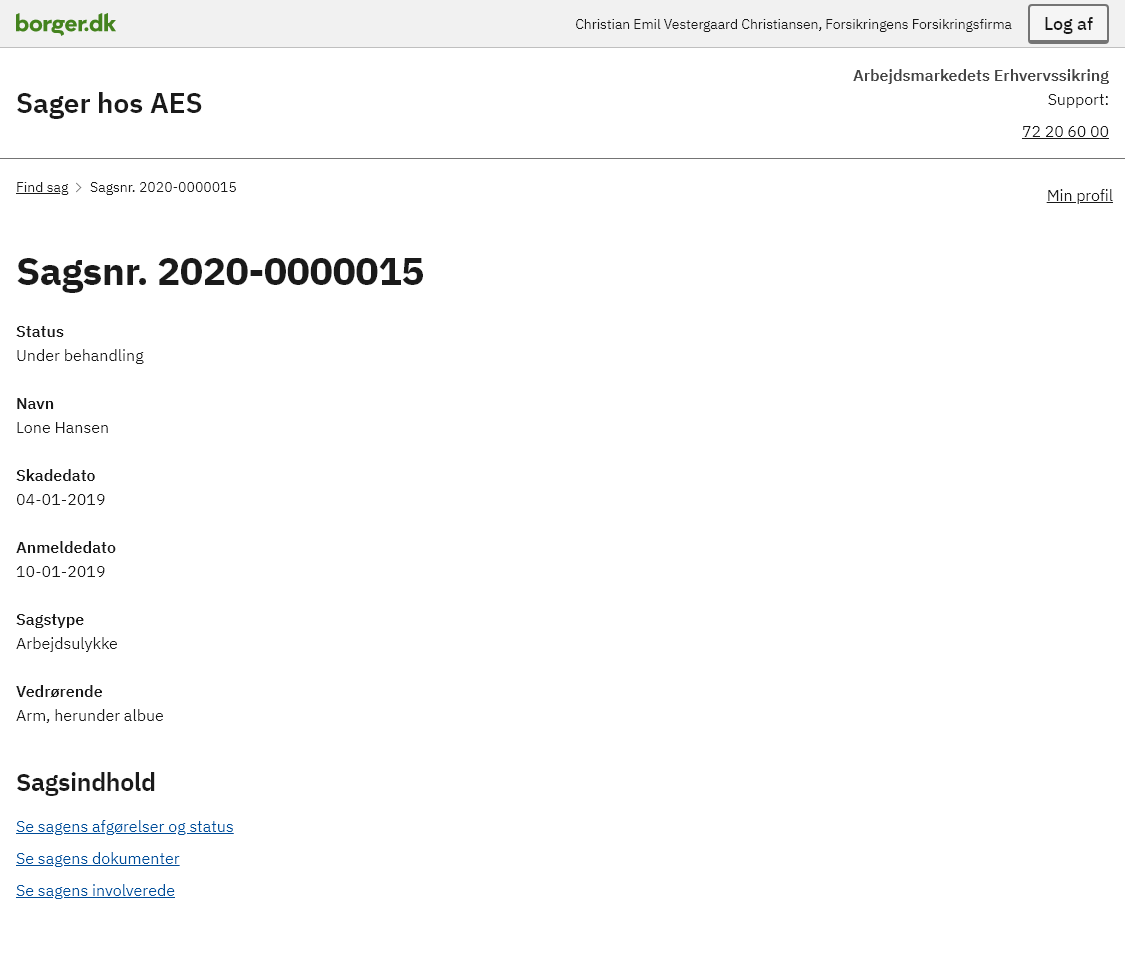 borger.dk
Christian Emil Vestergaard Christiansen, Forsikringens Forsikringsfirma
Log af
Sager hos AES
Arbejdsmarkedets Erhvervssikring
Support:
72 20 60 00
Find sag > Sagsnr. 2020-0000015
Min profil
Sagsnr. 2020-0000015
Status
Under behandling
Navn
Lone Hansen
Skadedato
04-01-2019
Anmeldedato
10-01-2019
Sagstype
Arbejdsulykke
Vedrørende
Arm, herunder albue
Sagsindhold
Se sagens afgørelser og status
Se sagens dokumenter
Se sagens involverede